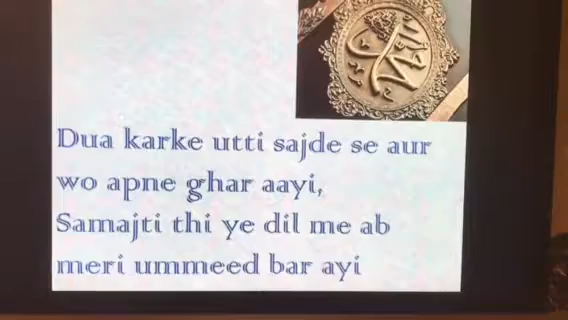 Dua karke utti sajde se aur
wo apne ghar aayi,
Samajti thi ye dil me ab
meri ummeed bar ayi